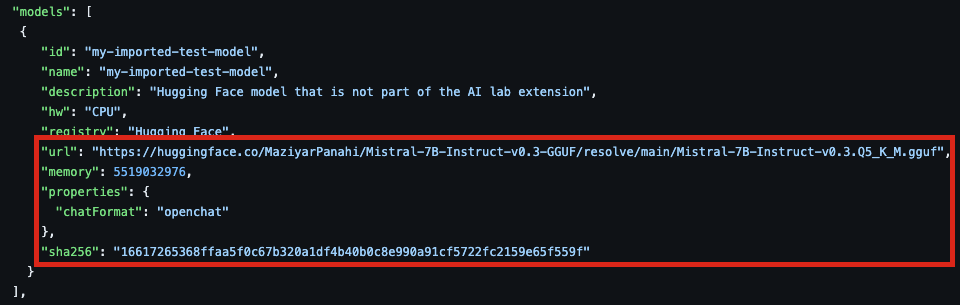 "models": [
{
"id": "my-imported-test-model",
"name": "my-imported-test-model",
"description": "Hugging Face model that is not part of the AI lab extension",
"hw": "CPU",
"registry": "Hugging Face",
"url": "https://huggingface.co/MaziyarPanahi/Mistral-7B-Instruct-v0.3-GGUF/resolve/main/Mistral-7B-Instruct-v0.3.Q5_K_M.gguf",
"memory": 5519032976,
"properties": {
"chatFormat": "openchat"
},
"sha256": "16617265368ffaa5f0c67b320a1df4b40b0c8e990a91cf5722fc2159e65f559f"
}
],